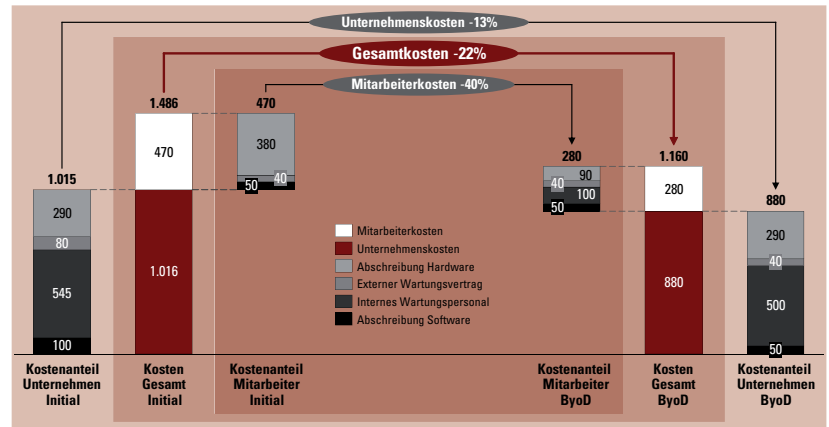 Unternehmenskosten -13%
Gesamtkosten -22%
Mitarbeiterkosten -40%
1.015
290
80
545
100
1.486
470
1.016
470
380
40
50
Mitarbeiterkosten
Unternehmenskosten
Abschreibung Hardware
Externer Wartungsvertrag
Internes Wartungspersonal
Abschreibung Software
280
90
40
100
50
1.160
280
880
880
290
40
500
50
Kostenanteil
Unternehmen
Initial
Kosten
Gesamt
Initial
Kostenanteil
Mitarbeiter
Initial
Kostenanteil
Mitarbeiter
ByoD
Kosten
Gesamt
ByoD
Kostenanteil
Unternehmen
ByoD